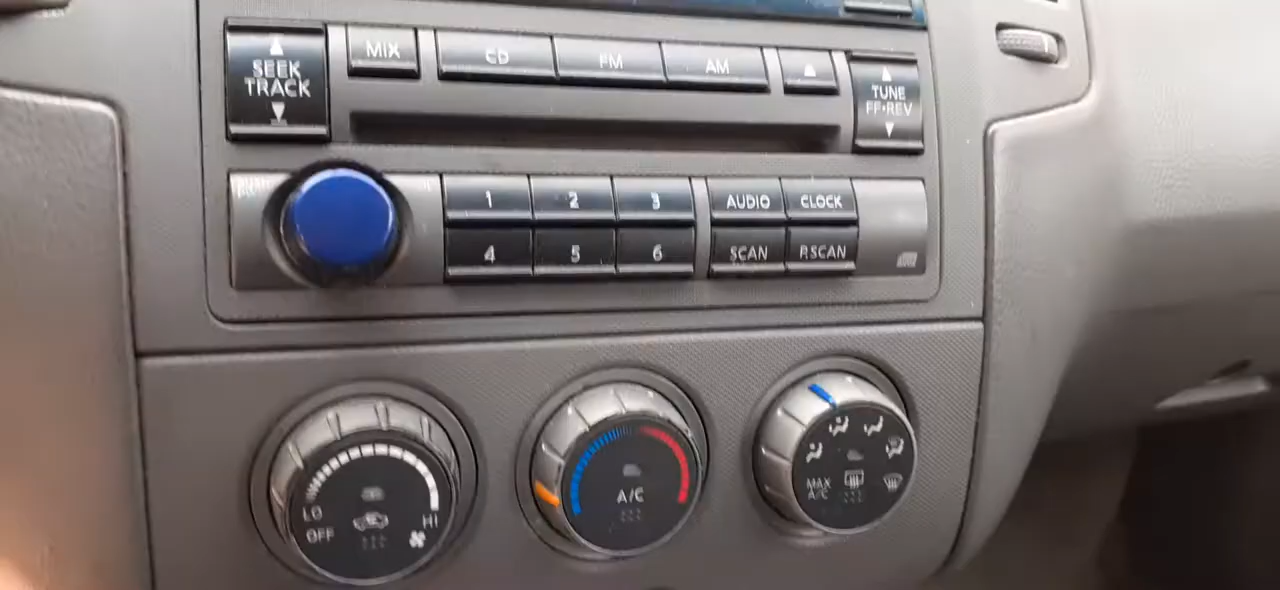 SEEK
TRACK
MIX
CD
FM
AM
TUNE
FF•REV
1
2
3
AUDIO
CLOCK
4
5
6
SCAN
P.SCAN
LO
HI
OFF
A/C
MAX
A/C